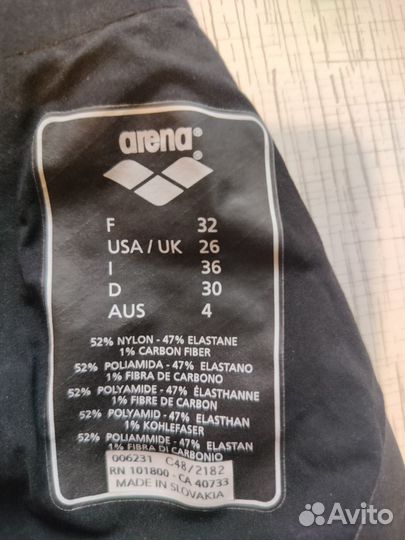 arena®
®
F 32
USA / UK 26
I 36
D 30
AUS 4
52% NYLON - 47% ELASTANE
1% CARBON FIBER
52% POLIAMIDA - 47% ELASTANO
1% FIBRA DE CARBONO
52% POLYAMIDE - 47% ÉLASTHANNE
1% FIBRE DE CARBON
52% POLYAMID - 47% ELASTHAN
1% KOHLEFASER
52% POLIAMMIDE - 47% ELASTAN
1% FIBRA DI CARBONIO
006231 C48/2182
RN 101800 - CA 40733
MADE IN SLOVAKIA
Avito